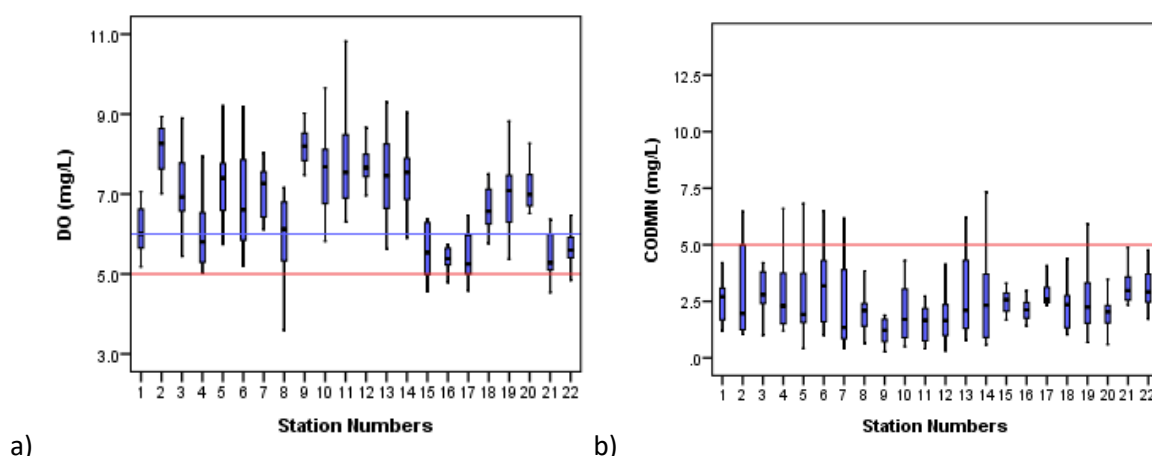 11.0
9.0
7.0
5.0
3.0
DO (mg/L)
1 2 3 4 5 6 7 8 9 10 11 12 13 14 15 16 17 18 19 20 21 22
Station Numbers
a)
12.5
10.0
7.5
5.0
2.5
.0
CODMN (mg/L)
1 2 3 4 5 6 7 8 9 10 11 12 13 14 15 16 17 18 19 20 21 22
Station Numbers
b)